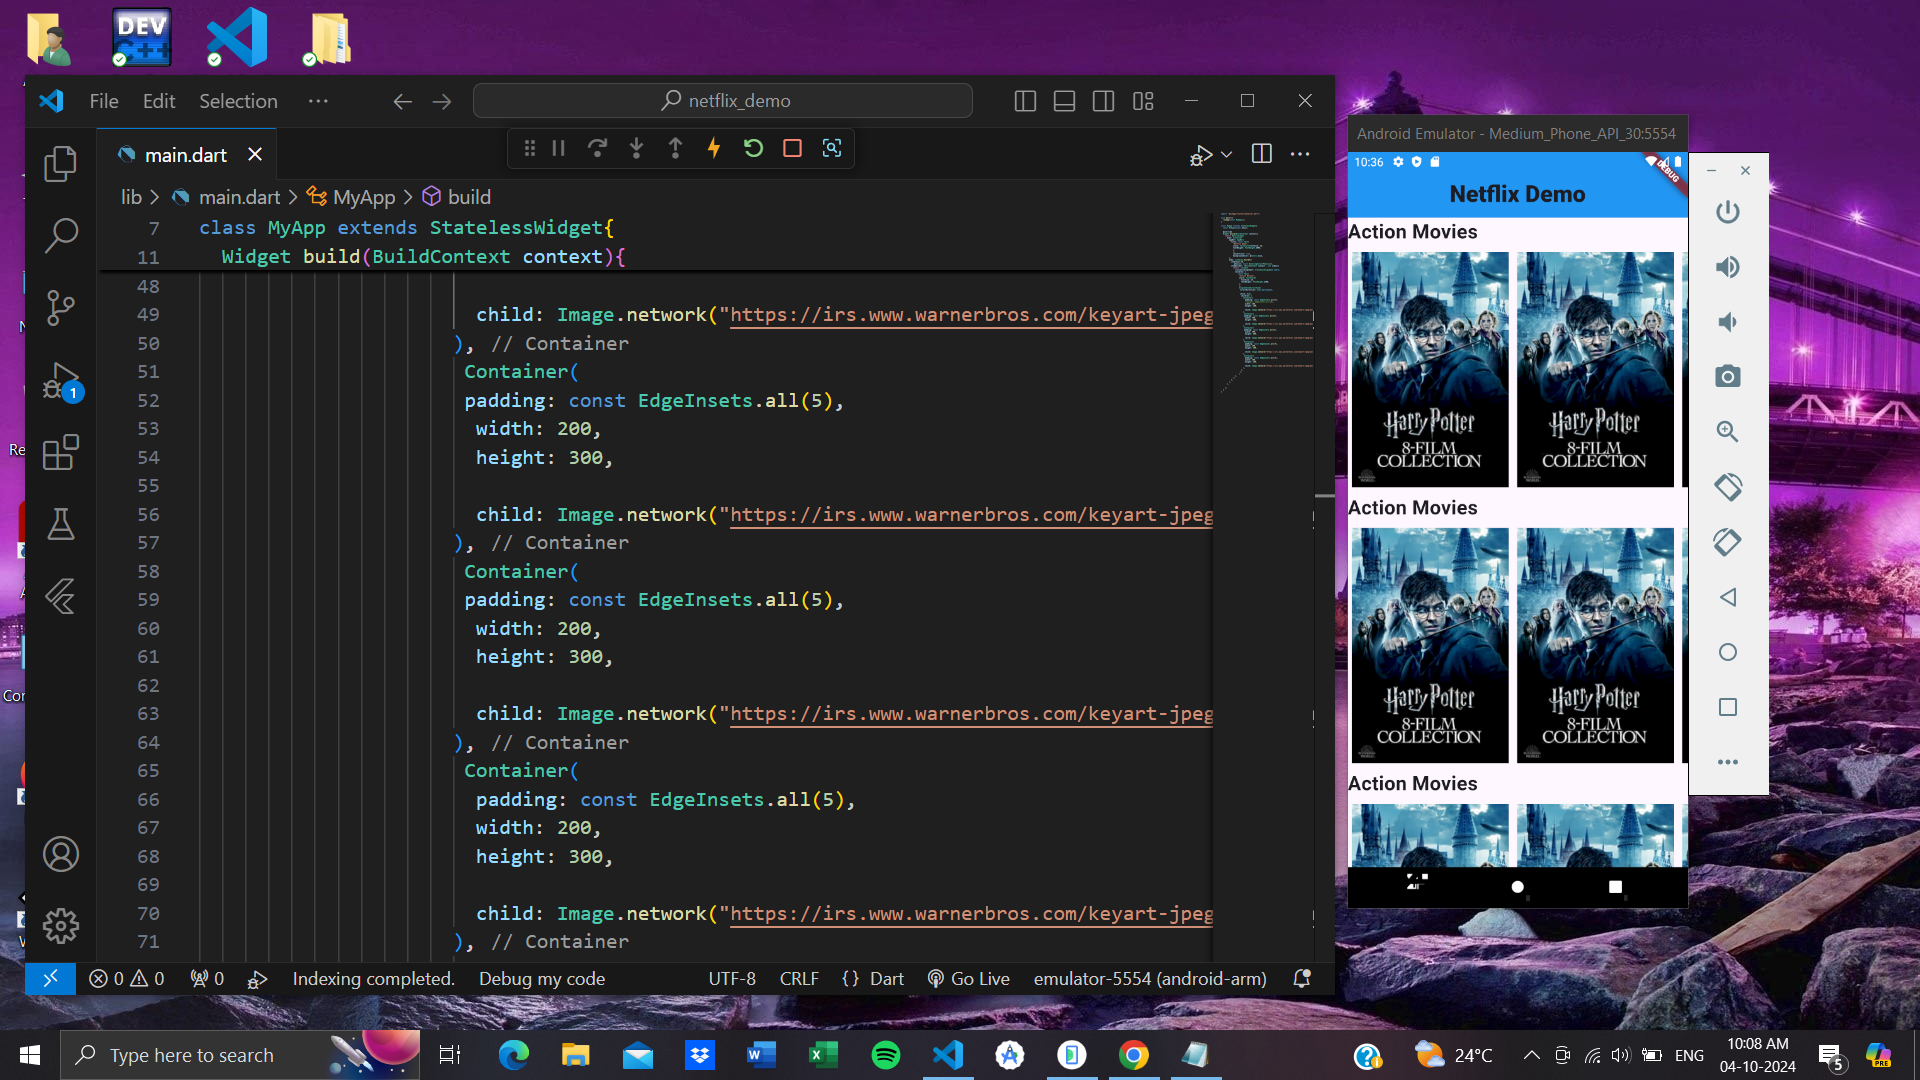 DEV
C++
File Edit Selection ···
netflix_demo
main.dart
lib > main.dart > MyApp > build
7 class MyApp extends StatelessWidget{
11 Widget build(BuildContext context){
48
49 child: Image.network("https://irs.www.warnerbros.com/keyart-jpeg
50 ), // Container
51 Container(
52 padding: const EdgeInsets.all(5),
53 width: 200,
54 height: 300,
55
56 child: Image.network("https://irs.www.warnerbros.com/keyart-jpeg
57 ), // Container
58 Container(
59 padding: const EdgeInsets.all(5),
60 width: 200,
61 height: 300,
62
63 child: Image.network("https://irs.www.warnerbros.com/keyart-jpeg
64 ), // Container
65 Container(
66 padding: const EdgeInsets.all(5),
67 width: 200,
68 height: 300,
69
70 child: Image.network("https://irs.www.warnerbros.com/keyart-jpeg
71 ), // Container
1
Re
Cor
0 0 0 Indexing completed. Debug my code UTF-8 CRLF {} Dart Go Live emulator-5554 (android-arm)
Android Emulator - Medium_Phone_API_30:5554
10:36
DEBUG
Netflix Demo
Action Movies
Harry Potter
8-FILM
COLLECTION
Harry Potter
8-FILM
COLLECTION
Action Movies
Harry Potter
8-FILM
COLLECTION
Harry Potter
8-FILM
COLLECTION
Action Movies
Type here to search
24°C
ENG
10:08 AM
04-10-2024
5
PRE